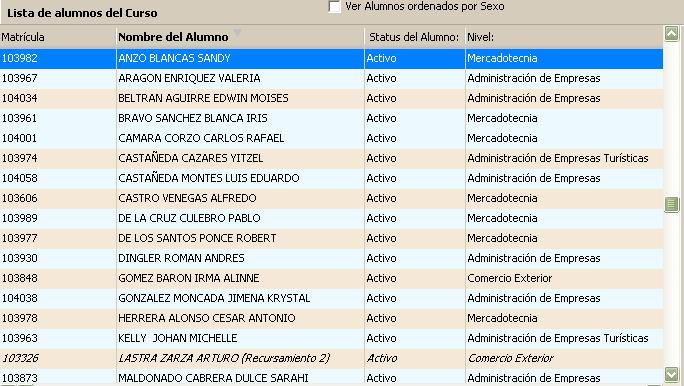 Lista de alumnos del Curso Ver Alumnos ordenados por Sexo
Matrícula Nombre del Alumno Status del Alumno: Nivel:
103982 ANZO BLANCAS SANDY Activo Mercadotecnia
103967 ARAGON ENRIQUEZ VALERIA Activo Administración de Empresas
104034 BELTRAN AGUIRRE EDWIN MOISES Activo Administración de Empresas
103961 BRAVO SANCHEZ BLANCA IRIS Activo Mercadotecnia
104001 CAMARA CORZO CARLOS RAFAEL Activo Mercadotecnia
103974 CASTAÑEDA CAZARES YITZEL Activo Administración de Empresas Turísticas
104058 CASTAÑEDA MONTES LUIS EDUARDO Activo Administración de Empresas
103606 CASTRO VENEGAS ALFREDO Activo Mercadotecnia
103989 DE LA CRUZ CULEBRO PABLO Activo Mercadotecnia
103977 DE LOS SANTOS PONCE ROBERT Activo Mercadotecnia
103930 DINGLER ROMAN ANDRES Activo Administración de Empresas
103848 GOMEZ BARON IRMA ALINNE Activo Comercio Exterior
104038 GONZALEZ MONCADA JIMENA KRYSTAL Activo Administración de Empresas
103978 HERRERA ALONSO CESAR ANTONIO Activo Mercadotecnia
103963 KELLY JOHAN MICHELLE Activo Administración de Empresas Turísticas
103326 LASTRA ZARZA ARTURO (Recursamiento 2) Activo Comercio Exterior
103873 MALDONADO CABRERA DULCE SARAHI Activo Administración de Empresas